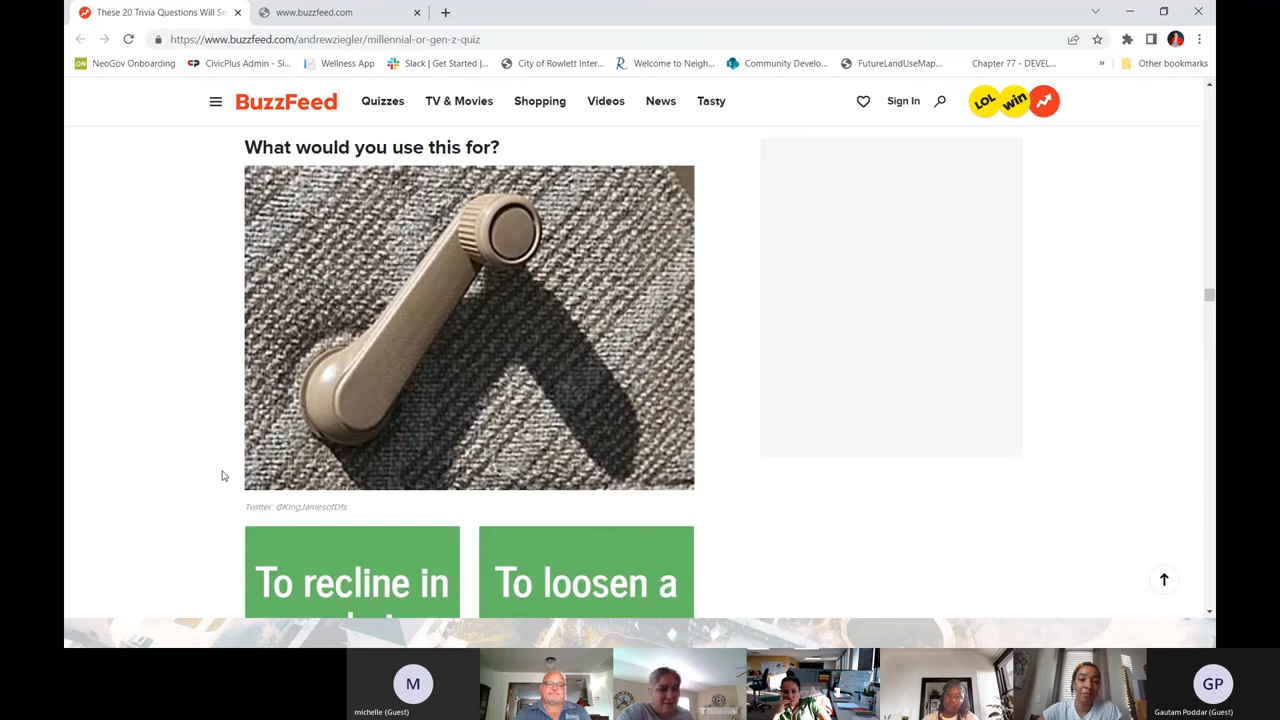 These 20 Trivia Questions Will Se
www.buzzfeed.com
https://www.buzzfeed.com/andrewziegler/millennial-or-gen-z-quiz
ON NeoGov Onboarding
CP CivicPlus Admin - Si...
Wellness App
Slack | Get Started |...
City of Rowlett Inter...
Welcome to Neigh...
Community Develo...
FutureLandUseMap...
Chapter 77 - DEVEL...
»
Other bookmarks
BuzzFeed
Quizzes
TV & Movies
Shopping
Videos
News
Tasty
Sign In
LOL
win
What would you use this for?
Twitter: @KingJamesofDfs
To recline in
To loosen a
M
michelle (Guest)
GP
Gautam Poddar (Guest)